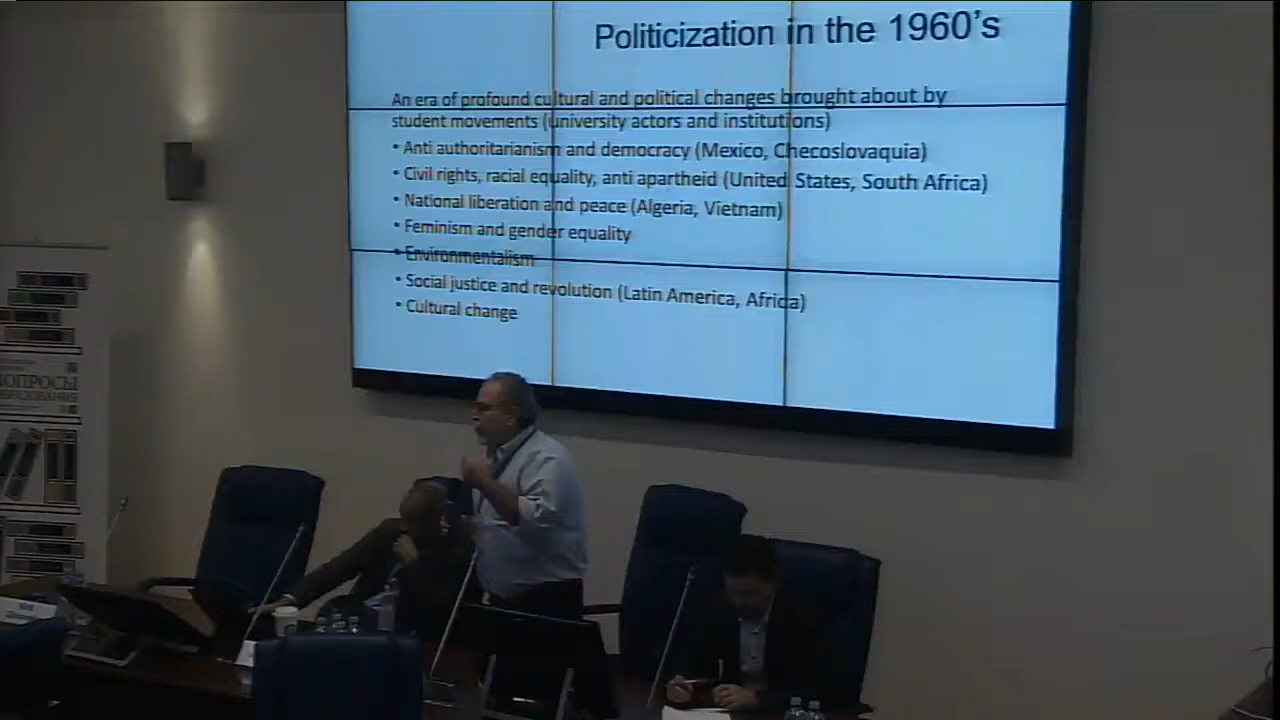 Politicization in the 1960's
An era of profound cultural and political changes brought about by
student movements (university actors and institutions)
• Anti authoritarianism and democracy (Mexico, Checoslovaquia)
• Civil rights, racial equality, anti apartheid (United States, South Africa)
• National liberation and peace (Algeria, Vietnam)
• Feminism and gender equality
• Environmentalism
• Social justice and revolution (Latin America, Africa)
• Cultural change
ВОПРОСЫ
ОБРАЗОВАНИЯ